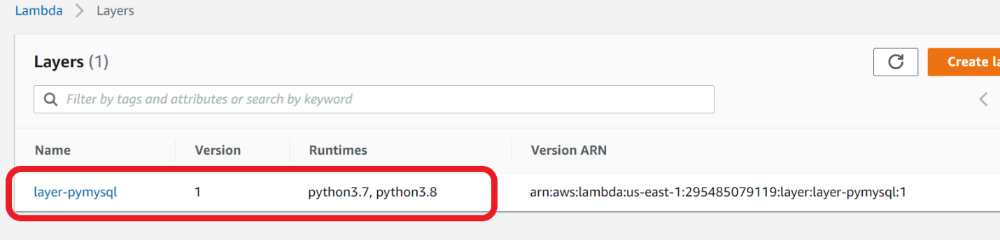 Lambda > Layers
Layers (1)
Create la
Filter by tags and attributes or search by keyword
Name Version Runtimes Version ARN
layer-pymysql 1 python3.7, python3.8 arn:aws:lambda:us-east-1:295485079119:layer:layer-pymysql:1